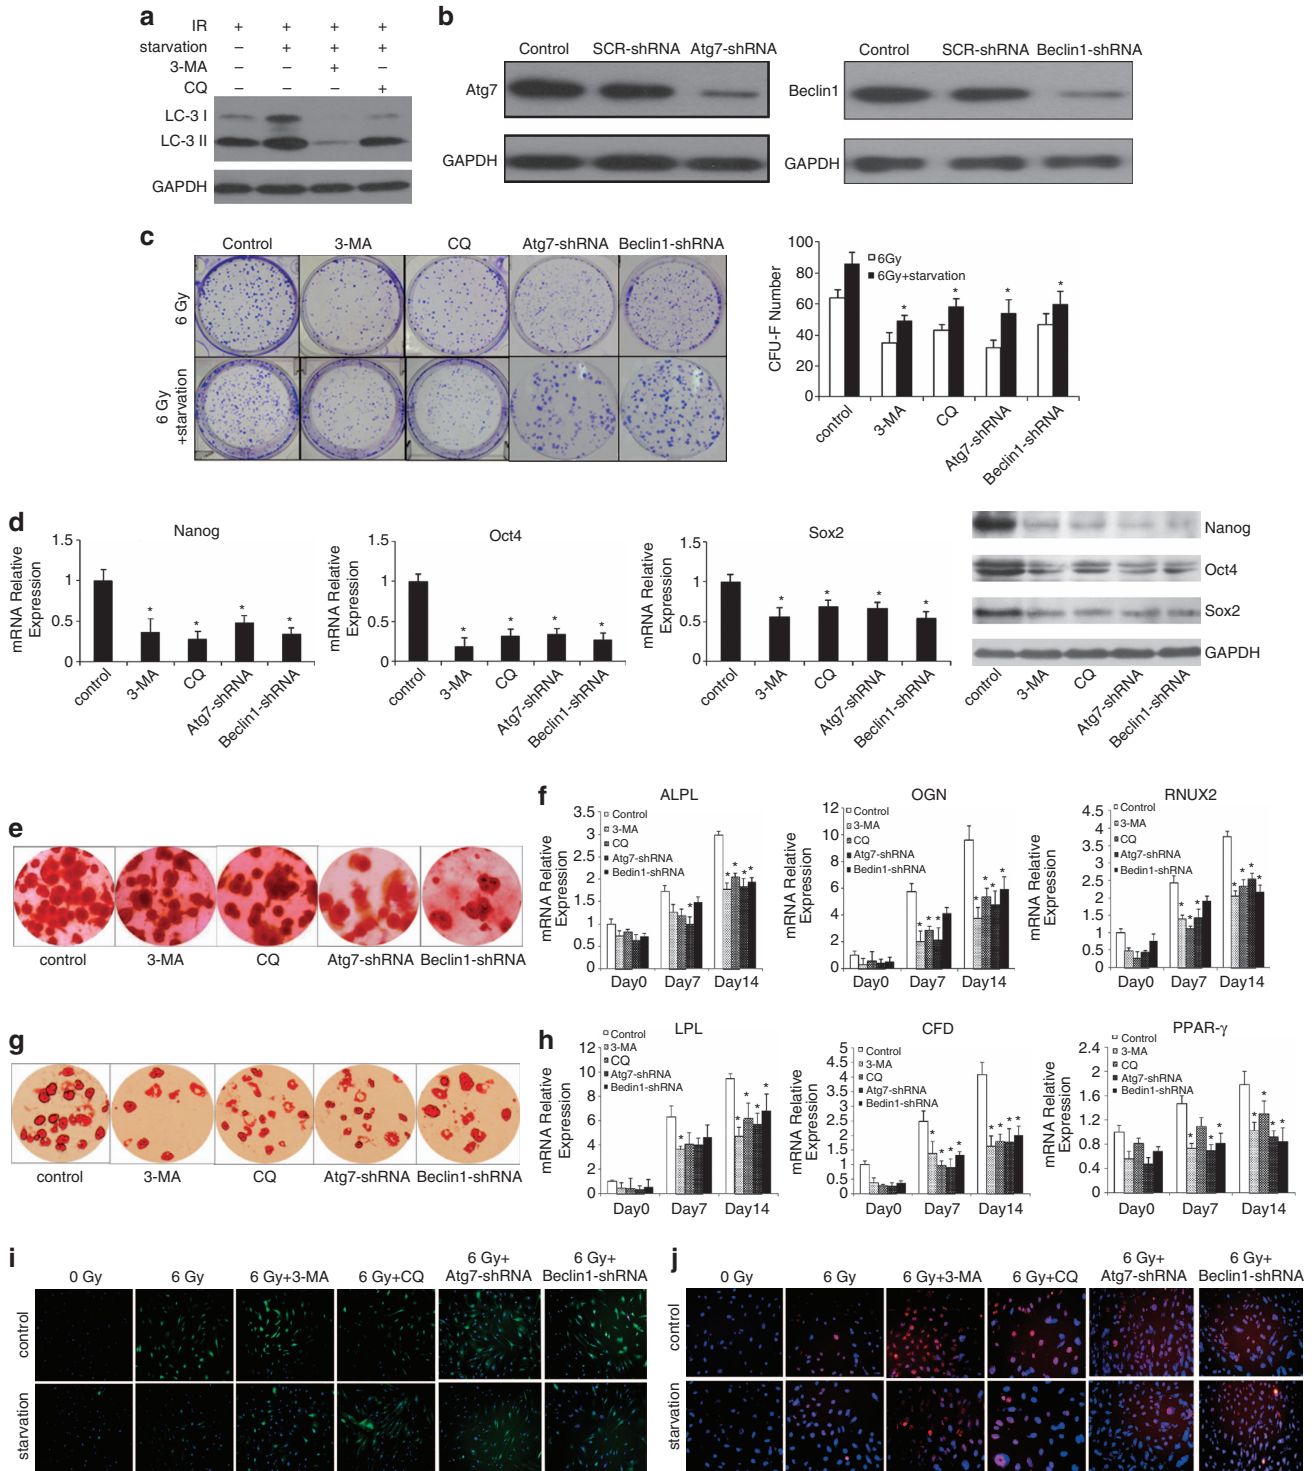 a
IR + + + +
starvation – + + +
3-MA – – + –
CQ – – – +
LC-3 I
LC-3 II
GAPDH
b
Control SCR-shRNA Atg7-shRNA
Atg7
GAPDH
Control SCR-shRNA Beclin1-shRNA
Beclin1
GAPDH
c
Control 3-MA CQ Atg7-shRNA Beclin1-shRNA
6 Gy
6 Gy
+starvation
CFU-F Number
100
80
60
40
20
0
6Gy
6Gy+starvation
* * * *
control 3-MA CQ Atg7-shRNA Beclin1-shRNA
d
Nanog
mRNA Relative
Expression
1.5
1
0.5
0
* * * *
control 3-MA CQ Atg7-shRNA Beclin1-shRNA
Oct4
mRNA Relative
Expression
1.5
1
0.5
0
* * * *
control 3-MA CQ Atg7-shRNA Beclin1-shRNA
Sox2
mRNA Relative
Expression
1.5
1
0.5
0
* * * *
control 3-MA CQ Atg7-shRNA Beclin1-shRNA
Nanog
Oct4
Sox2
GAPDH
control 3-MA CQ Atg7-shRNA Beclin1-shRNA
e
control 3-MA CQ Atg7-shRNA Beclin1-shRNA
f
ALPL
mRNA Relative
Expression
3.5
3
2.5
2
1.5
1
0.5
0
Control
3-MA
CQ
Atg7-shRNA
Bedin1-shRNA
* * * * *
Day0 Day7 Day14
OGN
mRNA Relative
Expression
12
10
8
6
4
2
0
Control
3-MA
CQ
Atg7-shRNA
Bedin1-shRNA
* * * * * * *
Day0 Day7 Day14
RNUX2
mRNA Relative
Expression
4.5
4
3.5
3
2.5
2
1.5
1
0.5
0
Control
3-MA
CQ
Atg7-shRNA
Bedin1-shRNA
* * * * * * *
Day0 Day7 Day14
g
control 3-MA CQ Atg7-shRNA Beclin1-shRNA
h
LPL
mRNA Relative
Expression
12
10
8
6
4
2
0
Control
3-MA
CQ
Atg7-shRNA
Bedin1-shRNA
* * * * *
Day0 Day7 Day14
CFD
mRNA Relative
Expression
5
4.5
4
3.5
3
2.5
2
1.5
1
0.5
0
Control
3-MA
CQ
Atg7-shRNA
Bedin1-shRNA
* * * * * * * *
Day0 Day7 Day14
PPAR-γ
mRNA Relative
Expression
2.4
2
1.6
1.2
0.8
0.4
0
Control
3-MA
CQ
Atg7-shRNA
Bedin1-shRNA
* * * * * * *
Day0 Day7 Day14
i
0 Gy 6 Gy 6 Gy+3-MA 6 Gy+CQ 6 Gy+
Atg7-shRNA 6 Gy+
Beclin1-shRNA
control
starvation
j
0 Gy 6 Gy 6 Gy+3-MA 6 Gy+CQ 6 Gy+
Atg7-shRNA 6 Gy+
Beclin1-shRNA
control
starvation